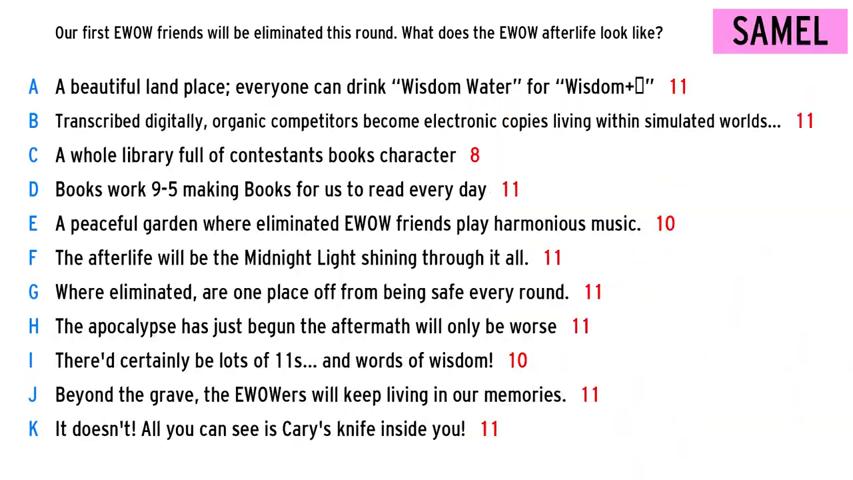 Our first EWOW friends will be eliminated this round. What does the EWOW afterlife look like?
SAMEL
A A beautiful land place; everyone can drink “Wisdom Water” for “Wisdom+▯” 11
B Transcribed digitally, organic competitors become electronic copies living within simulated worlds... 11
C A whole library full of contestants books character 8
D Books work 9-5 making Books for us to read every day 11
E A peaceful garden where eliminated EWOW friends play harmonious music. 10
F The afterlife will be the Midnight Light shining through it all. 11
G Where eliminated, are one place off from being safe every round. 11
H The apocalypse has just begun the aftermath will only be worse 11
I There'd certainly be lots of 11s... and words of wisdom! 10
J Beyond the grave, the EWOWers will keep living in our memories. 11
K It doesn't! All you can see is Cary's knife inside you! 11